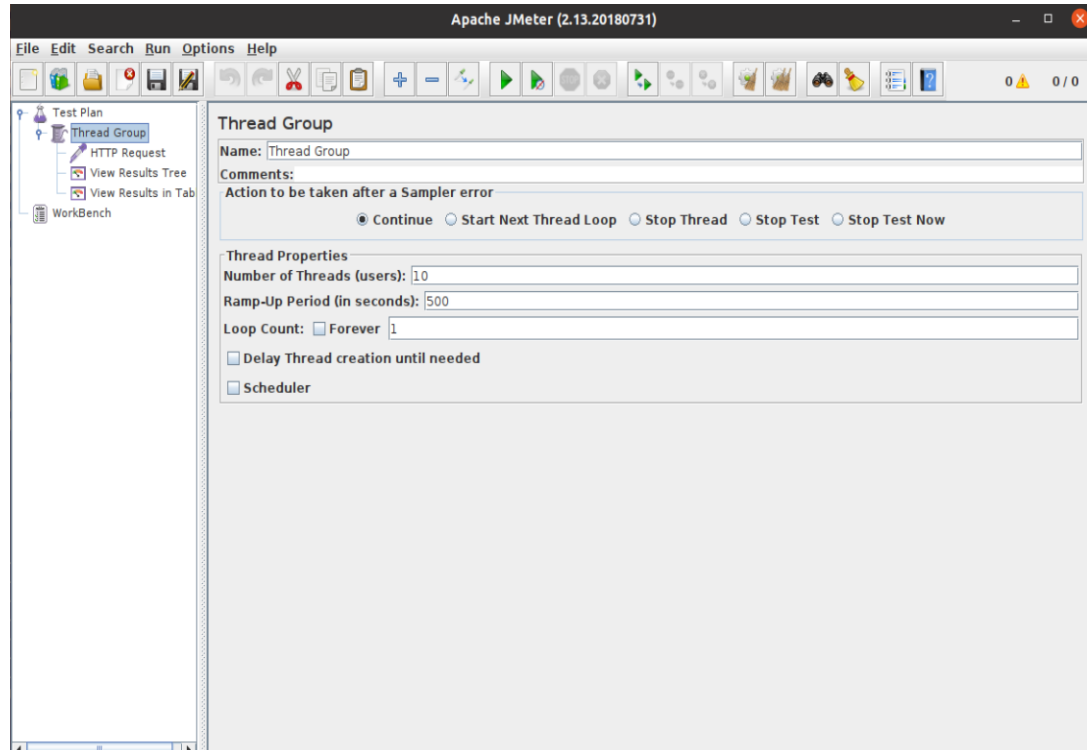 Apache JMeter (2.13.20180731)
File Edit Search Run Options Help
0 0 / 0
Test Plan
Thread Group
HTTP Request
View Results Tree
View Results in Tab
WorkBench
Thread Group
Name: Thread Group
Comments:
Action to be taken after a Sampler error
Continue Start Next Thread Loop Stop Thread Stop Test Stop Test Now
Thread Properties
Number of Threads (users): 10
Ramp-Up Period (in seconds): 500
Loop Count: Forever 1
Delay Thread creation until needed
Scheduler